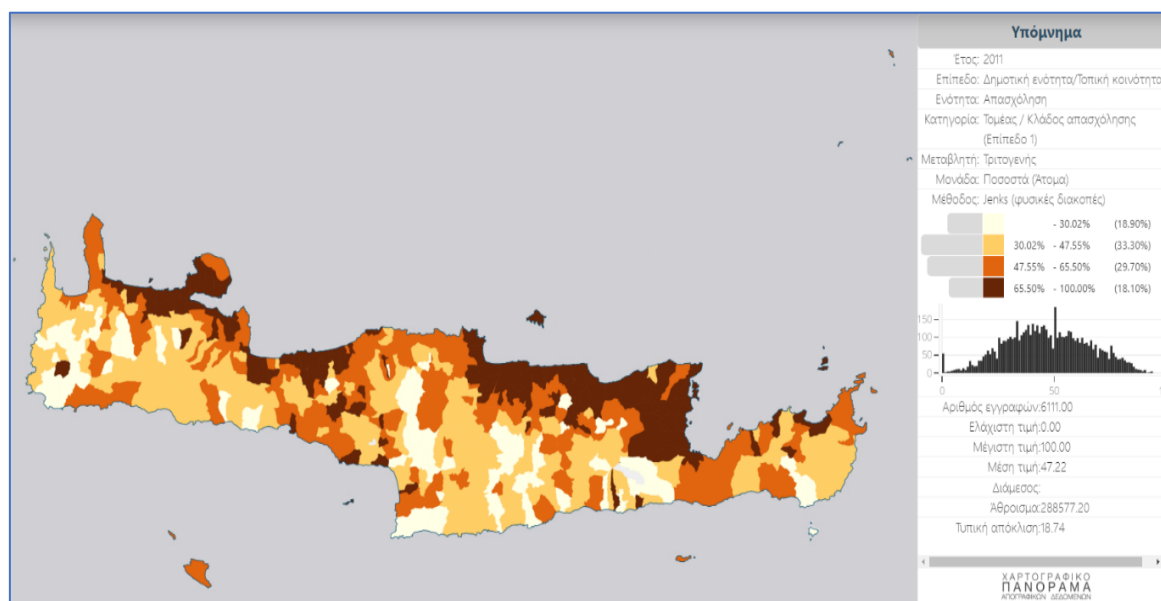 Υπόμνημα
Έτος: 2011
Επίπεδο: Δημοτική ενότητα/Τοπική κοινότητα
Ενότητα: Απασχόληση
Κατηγορία: Τομέας / Κλάδος απασχόλησης
(Επίπεδο 1)
Μεταβλητή: Τριτογενής
Μονάδα: Ποσοστά (Άτομα)
Μέθοδος: Jenks (φυσικές διακοπές)
- 30.02% (18.90%)
30.02% - 47.55% (33.30%)
47.55% - 65.50% (29.70%)
65.50% - 100.00% (18.10%)
150
100
50
0
0 50 1
Αριθμός εγγραφών:6111.00
Ελάχιστη τιμή:0.00
Μέγιστη τιμή:100.00
Μέση τιμή:47.22
Διάμεσος:
Άθροισμα:288577.20
Τυπική απόκλιση:18.74
ΧΑΡΤΟΓΡΑΦΙΚΟ
ΠΑΝΟΡΑΜΑ
ΑΠΟΓΡΑΦΙΚΩΝ ΔΕΔΟΜΕΝΩΝ